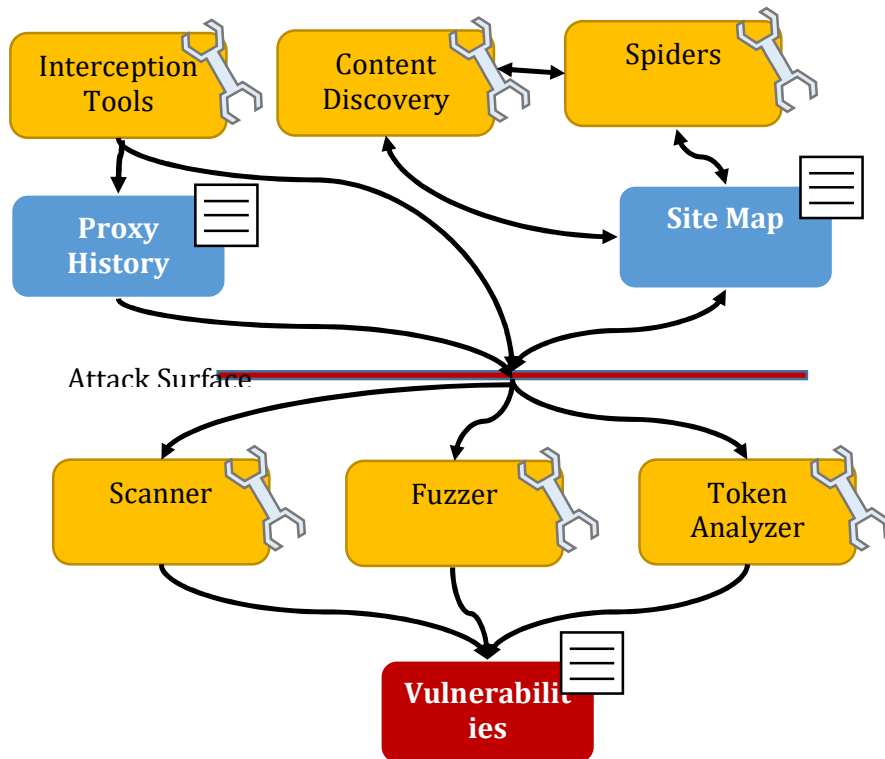 Interception
Tools
Content
Discovery
Spiders
Proxy
History
Site Map
Attack Surface
Scanner
Fuzzer
Token
Analyzer
Vulnerabilit
ies